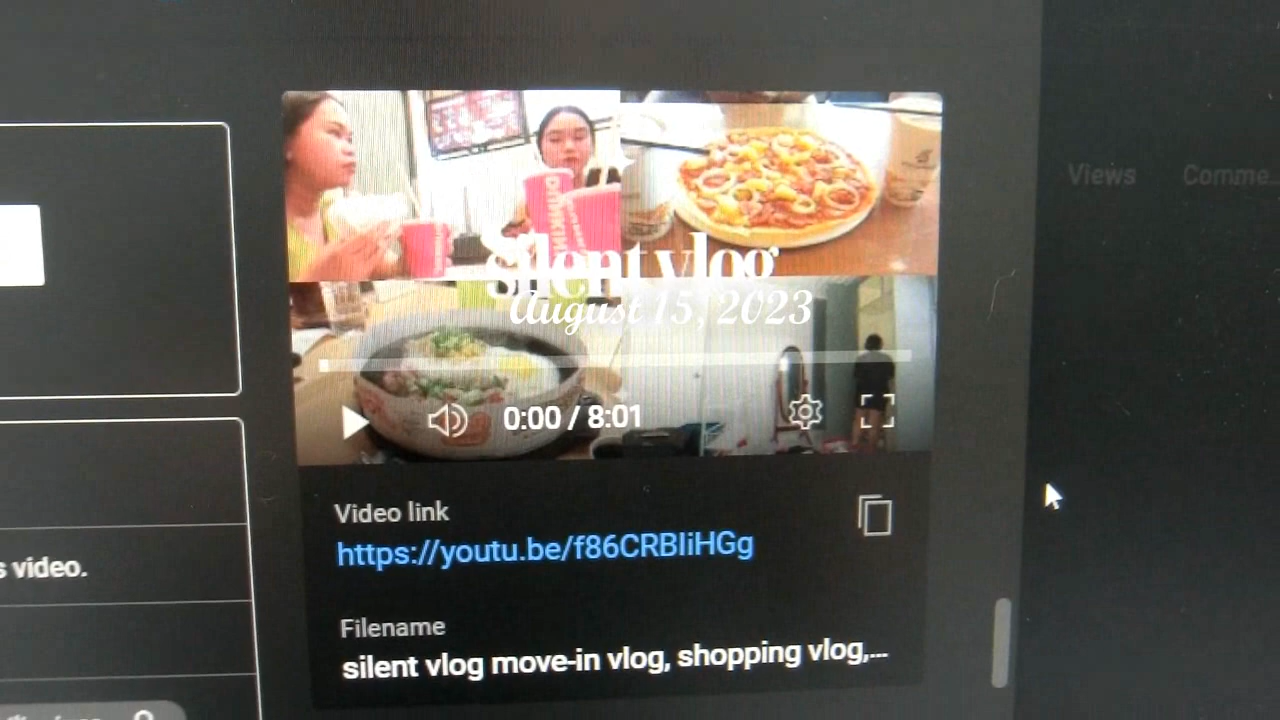 Views Comme...
Silent vlog
August 15, 2023
0:00 / 8:01
Video link
https://youtu.be/f86CRBIiHGg
s video.
Filename
silent vlog move-in vlog, shopping vlog,...